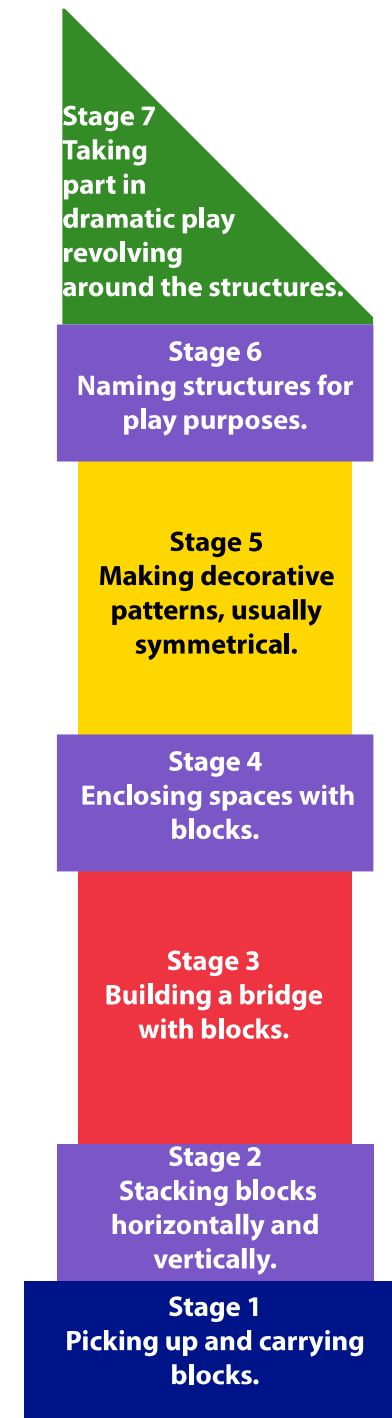 Stage 7
Taking
part in
dramatic play
revolving
around the structures.
Stage 6
Naming structures for
play purposes.
Stage 5
Making decorative
patterns, usually
symmetrical.
Stage 4
Enclosing spaces with
blocks.
Stage 3
Building a bridge
with blocks.
Stage 2
Stacking blocks
horizontally and
vertically.
Stage 1
Picking up and carrying
blocks.